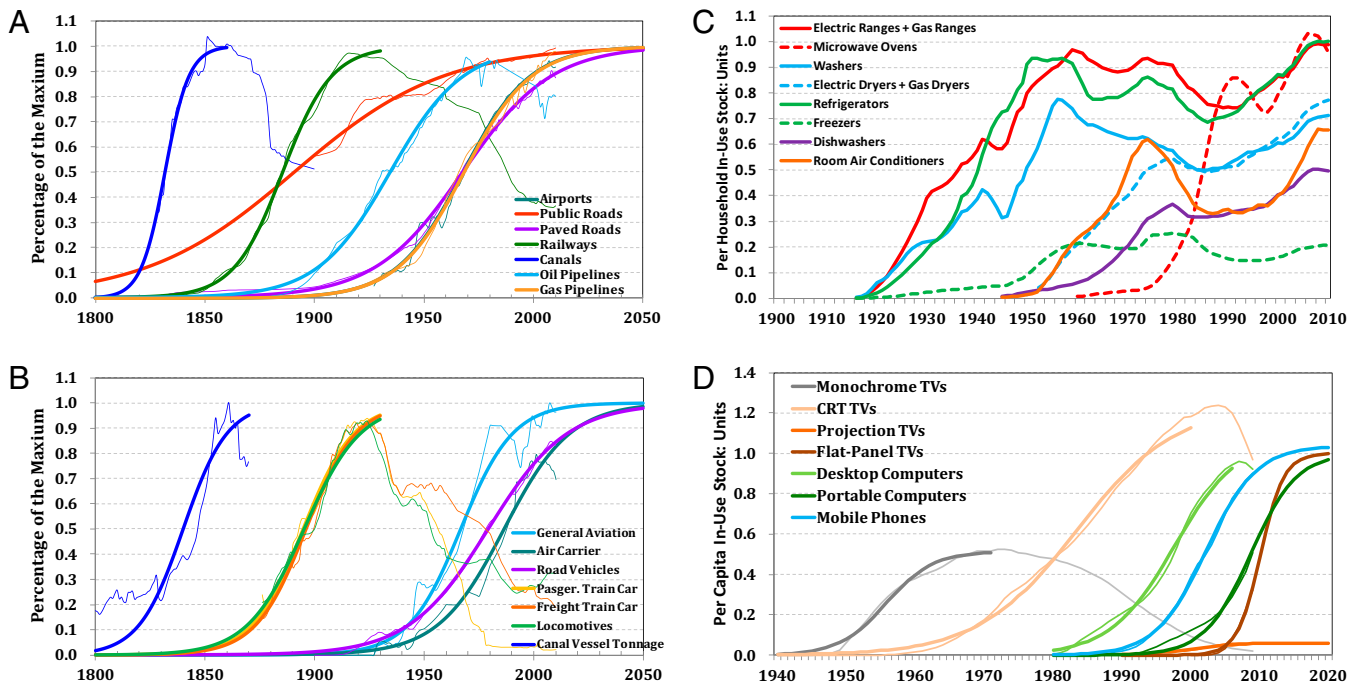 A
Percentage of the Maxium
1.1
1.0
0.9
0.8
0.7
0.6
0.5
0.4
0.3
0.2
0.1
0.0
Airports
Public Roads
Paved Roads
Railways
Canals
Oil Pipelines
Gas Pipelines
1800 1850 1900 1950 2000 2050
C
Per Household In-Use Stock: Units
1.1
1.0
0.9
0.8
0.7
0.6
0.5
0.4
0.3
0.2
0.1
0.0
Electric Ranges + Gas Ranges
Microwave Ovens
Washers
Electric Dryers + Gas Dryers
Refrigerators
Freezers
Dishwashers
Room Air Conditioners
1900 1910 1920 1930 1940 1950 1960 1970 1980 1990 2000 2010
B
Percentage of the Maxium
1.1
1.0
0.9
0.8
0.7
0.6
0.5
0.4
0.3
0.2
0.1
0.0
General Aviation
Air Carrier
Road Vehicles
Pasger. Train Car
Freight Train Car
Locomotives
Canal Vessel Tonnage
1800 1850 1900 1950 2000 2050
D
Per Capita In-Use Stock: Units
1.4
1.2
1.0
0.8
0.6
0.4
0.2
0.0
Monochrome TVs
CRT TVs
Projection TVs
Flat-Panel TVs
Desktop Computers
Portable Computers
Mobile Phones
1940 1950 1960 1970 1980 1990 2000 2010 2020